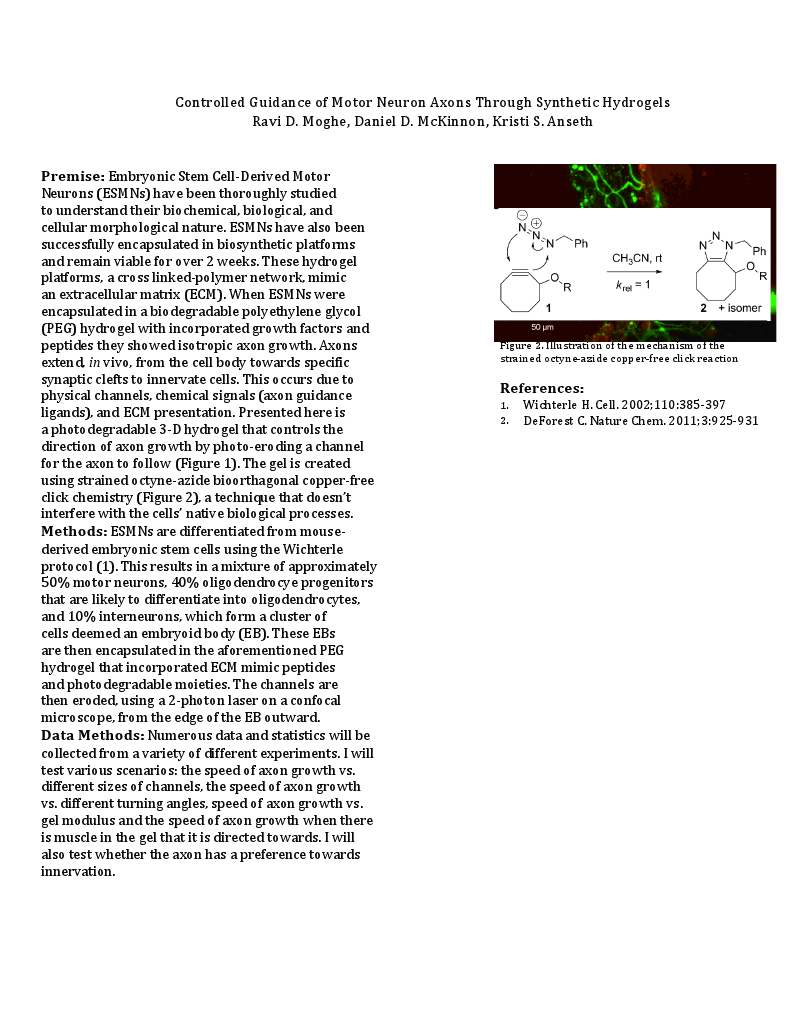 Controlled Guidance of Motor Neuron Axons Through Synthetic Hydrogels
Ravi D. Moghe, Daniel D. McKinnon, Kristi S. Anseth
Premise: Embryonic Stem Cell-Derived Motor
Neurons (ESMNs) have been thoroughly studied
to understand their biochemical, biological, and
cellular morphological nature. ESMNs have also been
successfully encapsulated in biosynthetic platforms
and remain viable for over 2 weeks. These hydrogel
platforms, a cross linked-polymer network, mimic
an extracellular matrix (ECM). When ESMNs were
encapsulated in a biodegradable polyethylene glycol
(PEG) hydrogel with incorporated growth factors and
peptides they showed isotropic axon growth. Axons
extend, in vivo, from the cell body towards specific
synaptic clefts to innervate cells. This occurs due to
physical channels, chemical signals (axon guidance
ligands), and ECM presentation. Presented here is
a photodegradable 3-D hydrogel that controls the
direction of axon growth by photo-eroding a channel
for the axon to follow (Figure 1). The gel is created
using strained octyne-azide bioorthagonal copper-free
click chemistry (Figure 2), a technique that doesn't
interfere with the cells' native biological processes.
Methods: ESMNs are differentiated from mouse-
derived embryonic stem cells using the Wichterle
protocol (1). This results in a mixture of approximately
50% motor neurons, 40% oligodendrocye progenitors
that are likely to differentiate into oligodendrocytes,
and 10% interneurons, which form a cluster of
cells deemed an embryoid body (EB). These EBs
are then encapsulated in the aforementioned PEG
hydrogel that incorporated ECM mimic peptides
and photodegradable moieties. The channels are
then eroded, using a 2-photon laser on a confocal
microscope, from the edge of the EB outward.
Data Methods: Numerous data and statistics will be
collected from a variety of different experiments. I will
test various scenarios: the speed of axon growth vs.
different sizes of channels, the speed of axon growth
vs. different turning angles, speed of axon growth vs.
gel modulus and the speed of axon growth when there
is muscle in the gel that it is directed towards. I will
also test whether the axon has a preference towards
innervation.
N N N Ph
O R
1
CH3CN, rt
krel = 1
N N N Ph
O R
2 + isomer
50 µm
Figure 2. Illustration of the mechanism of the
strained octyne-azide copper-free click reaction
References:
1. Wichterle H. Cell. 2002;110:385-397
2. DeForest C. Nature Chem. 2011;3:925-931